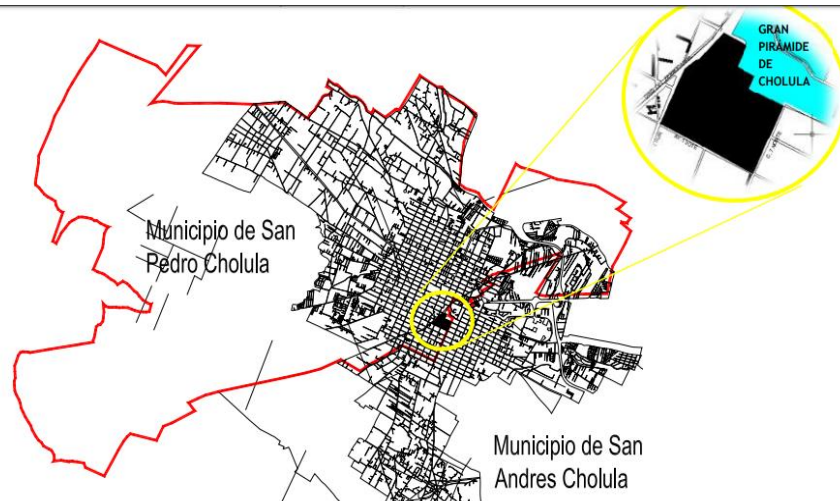 GRAN
PIRAMIDE
DE
CHOLULA
Municipio de San
Pedro Cholula
Municipio de San
Andres Cholula